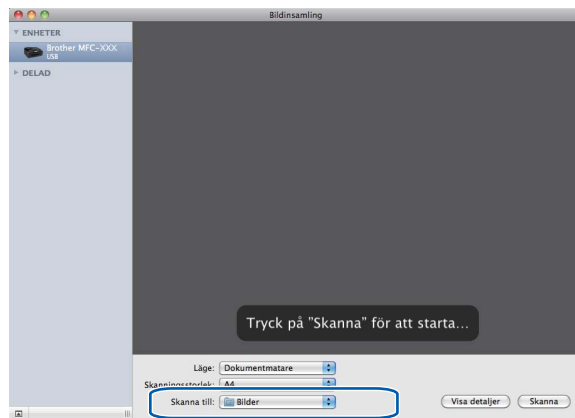 Bildinsamling
ENHETER
Brother MFC-XXX
USB
DELAD
Tryck på "Skanna" för att starta...
Läge: Dokumentmatare
Skanningsstorlek: A4
Skanna till: Bilder
Visa detaljer Skanna